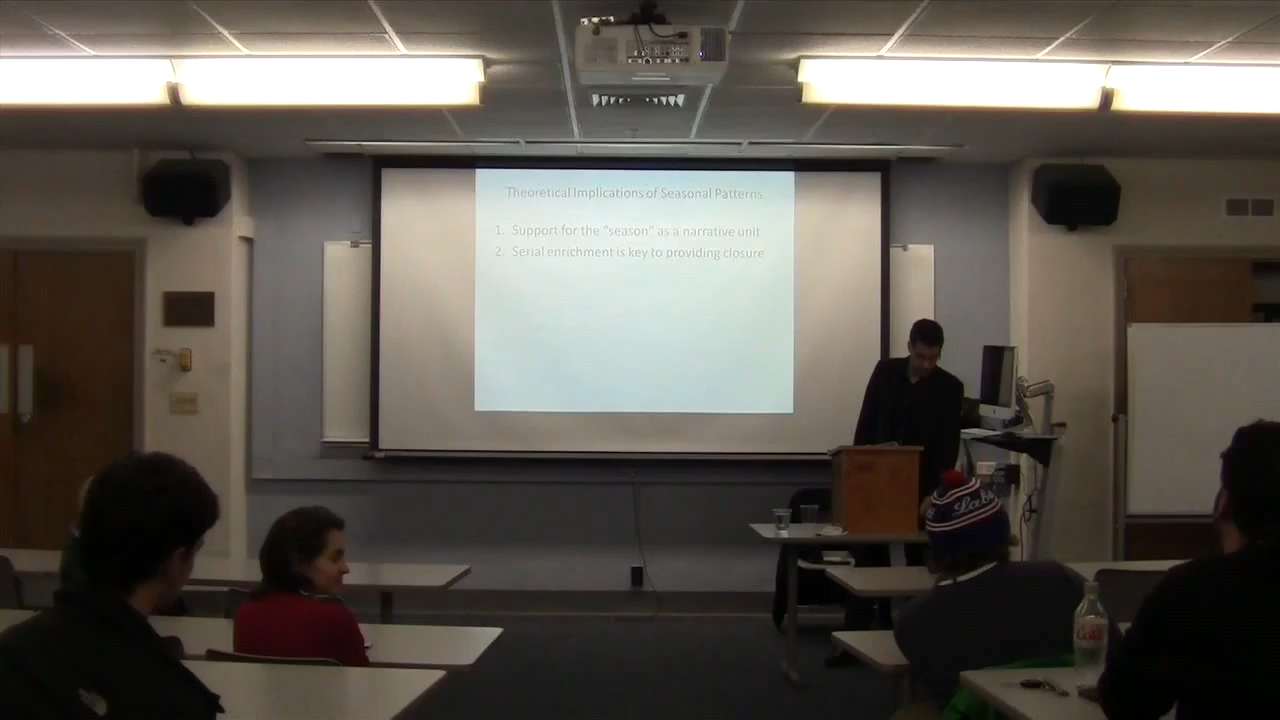 Theoretical Implications of Seasonal Patterns
1. Support for the "season" as a narrative unit
2. Serial enrichment is key to providing closure
Coke